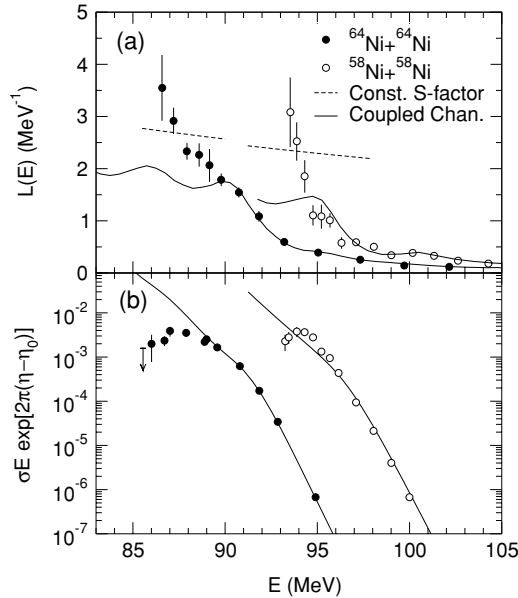 (a)
⁶⁴Ni+⁶⁴Ni
⁵⁸Ni+⁵⁸Ni
Const. S-factor
Coupled Chan.
L(E) (MeV⁻¹)
5
4
3
2
1
0
(b)
σE exp[2π(η−η₀)]
10⁻²
10⁻³
10⁻⁴
10⁻⁵
10⁻⁶
10⁻⁷
85 90 95 100 105
E (MeV)